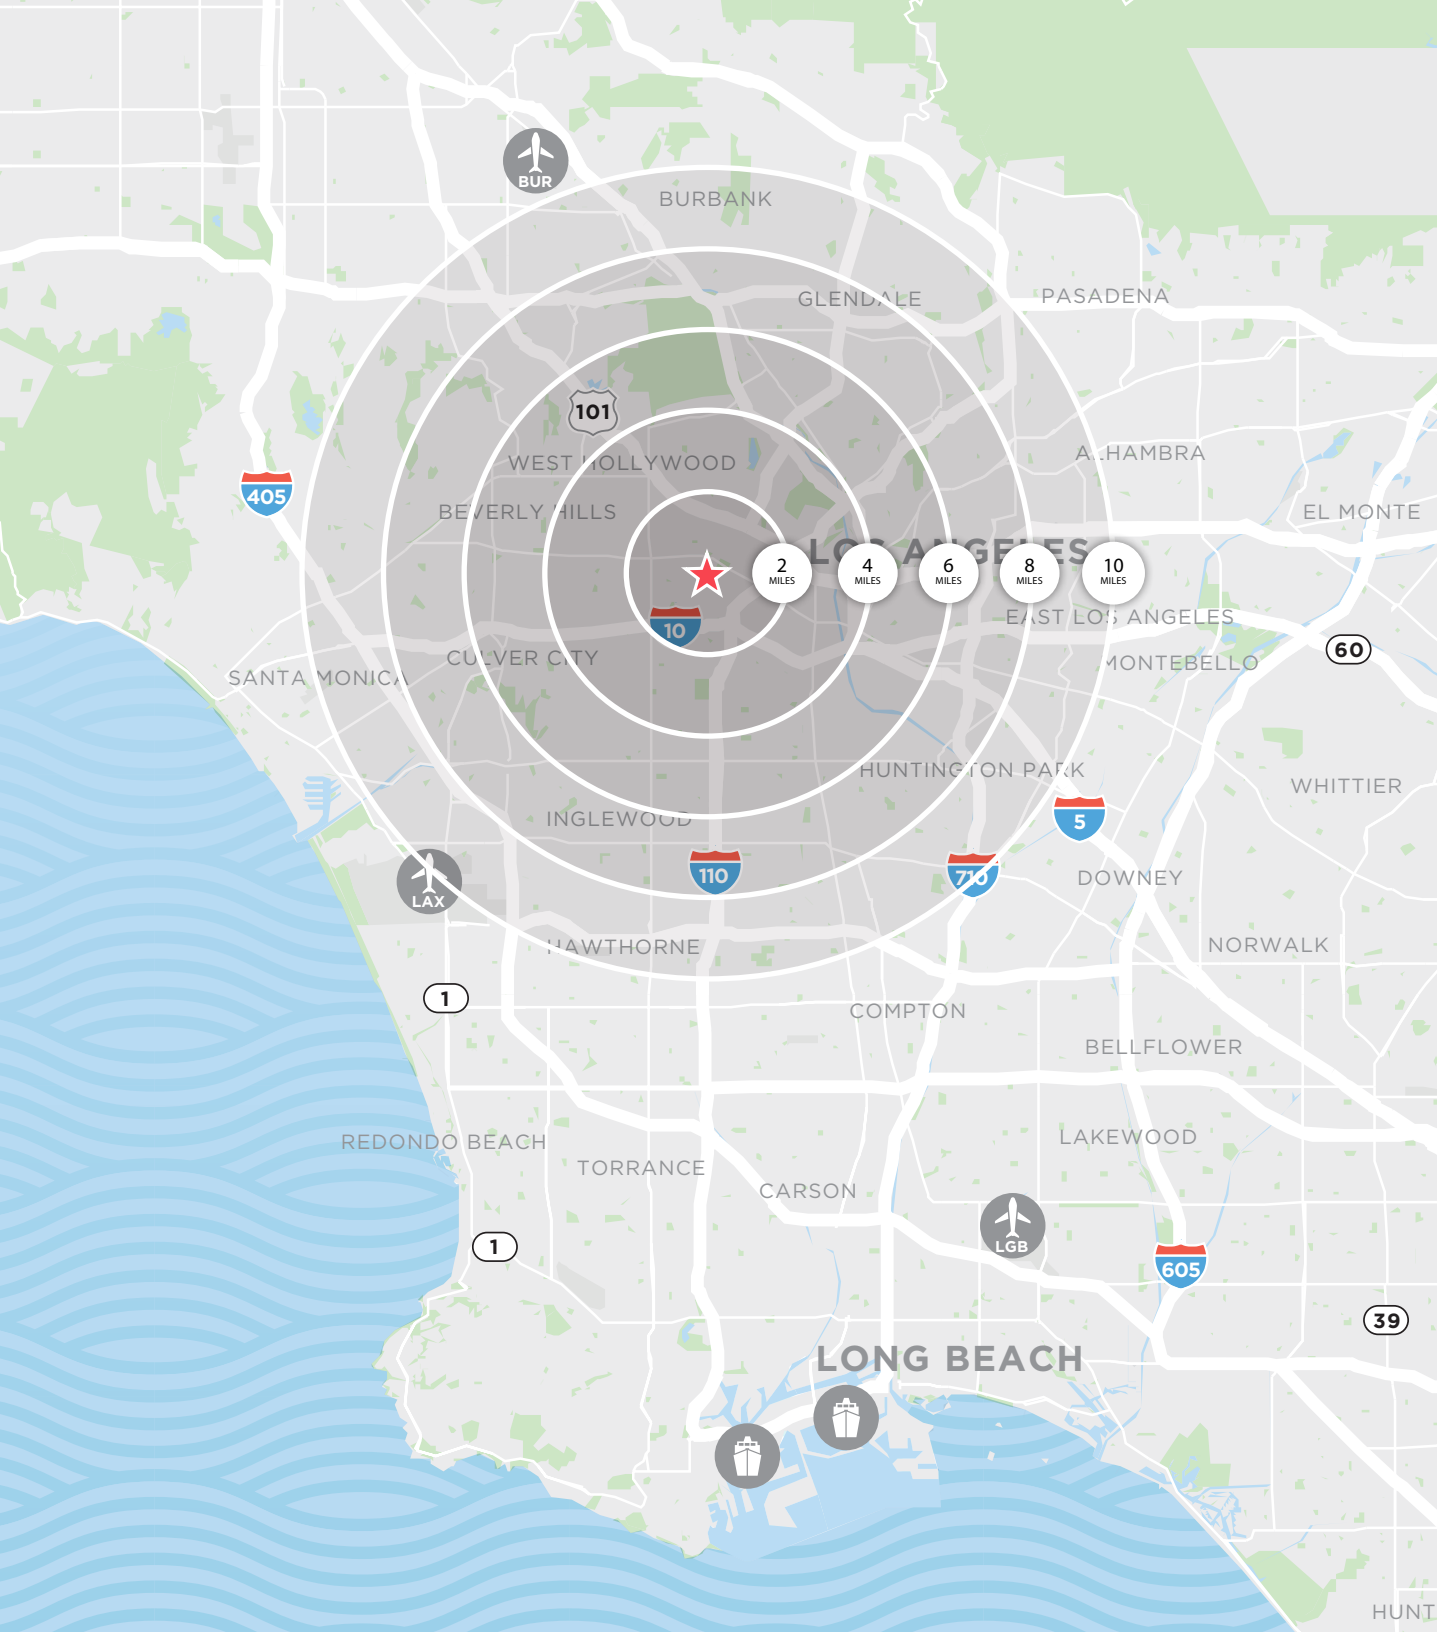 BUR
BURBANK
GLENDALE
PASADENA
101
WEST HOLLYWOOD
ALHAMBRA
405
BEVERLY HILLS
EL MONTE
LOS ANGELES
2
MILES
4
MILES
6
MILES
8
MILES
10
MILES
EAST LOS ANGELES
10
60
CULVER CITY
MONTEBELLO
SANTA MONICA
HUNTINGTON PARK
WHITTIER
INGLEWOOD
5
110
710
DOWNEY
LAX
HAWTHORNE
NORWALK
1
COMPTON
BELLFLOWER
REDONDO BEACH
LAKEWOOD
TORRANCE
CARSON
1
LGB
605
39
LONG BEACH
HUNT